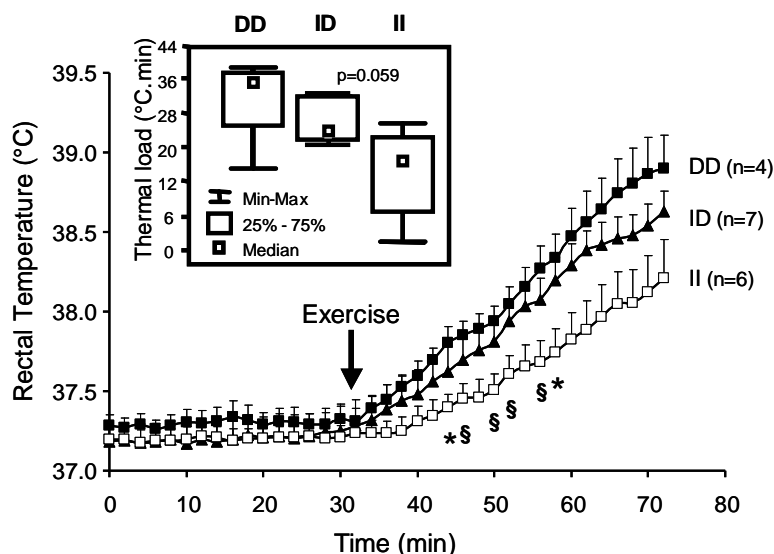 DD ID II
44
36
28
20
12
6
0
Thermal load (°C.min)
p=0.059
Min-Max
25% - 75%
Median
39.5
39.0
38.5
38.0
37.5
37.0
Rectal Temperature (°C)
DD (n=4)
ID (n=7)
II (n=6)
Exercise
*§ § § §*
0 10 20 30 40 50 60 70 80
Time (min)